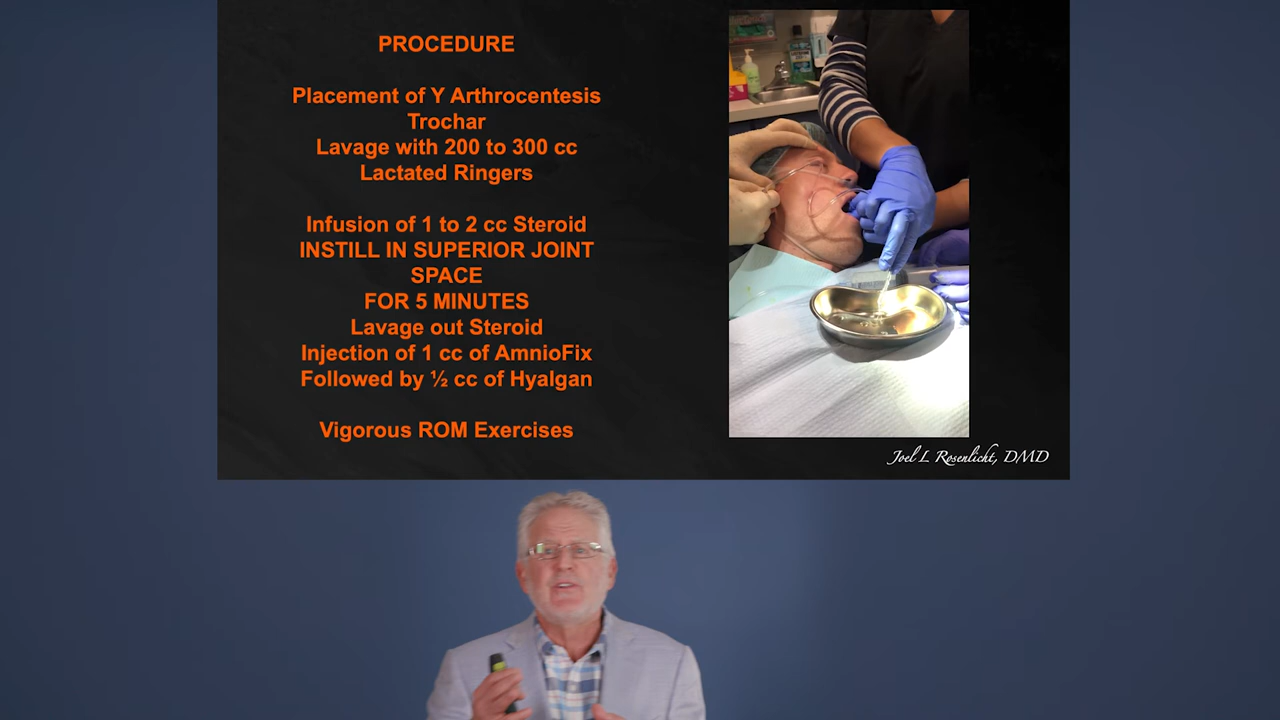 PROCEDURE
Placement of Y Arthrocentesis
Trochar
Lavage with 200 to 300 cc
Lactated Ringers
Infusion of 1 to 2 cc Steroid
INSTILL IN SUPERIOR JOINT
SPACE
FOR 5 MINUTES
Lavage out Steroid
Injection of 1 cc of AmnioFix
Followed by ½ cc of Hyalgan
Vigorous ROM Exercises
Joel L Rosenlicht, DMD